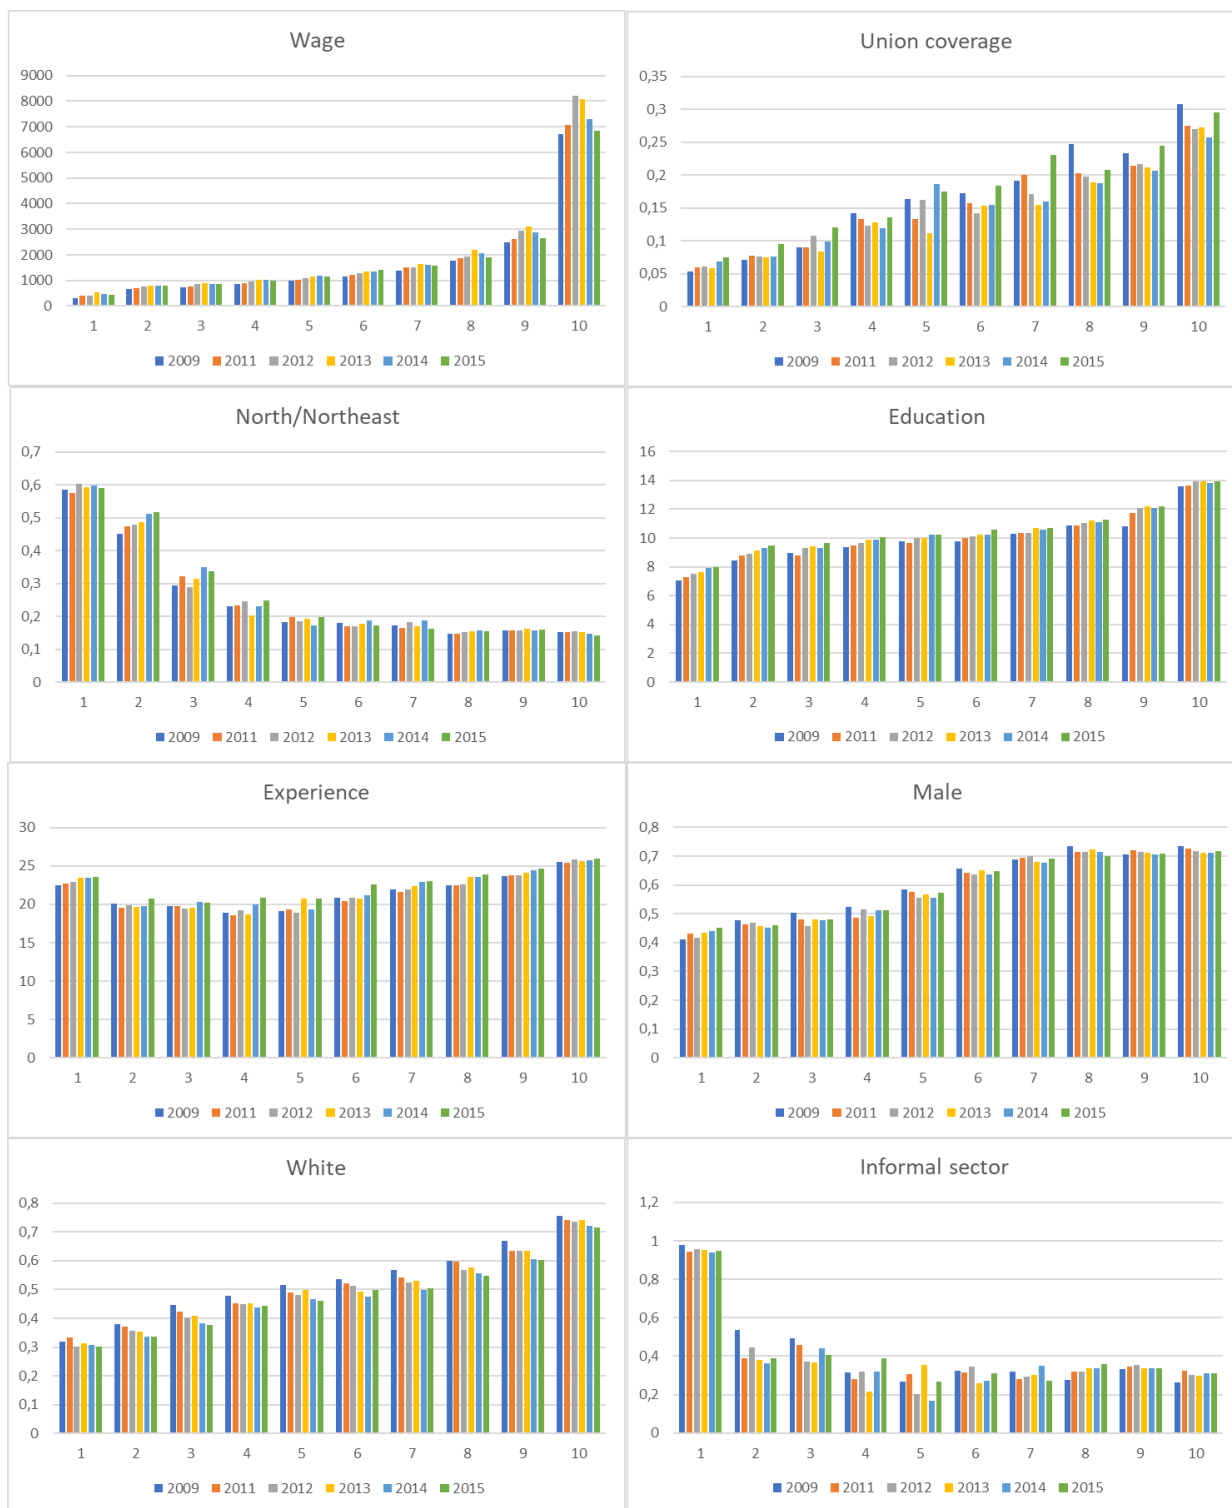 Wage
9000
8000
7000
6000
5000
4000
3000
2000
1000
0
1 2 3 4 5 6 7 8 9 10
2009 2011 2012 2013 2014 2015
Union coverage
0,35
0,3
0,25
0,2
0,15
0,1
0,05
0
1 2 3 4 5 6 7 8 9 10
2009 2011 2012 2013 2014 2015
North/Northeast
0,7
0,6
0,5
0,4
0,3
0,2
0,1
0
1 2 3 4 5 6 7 8 9 10
2009 2011 2012 2013 2014 2015
Education
16
14
12
10
8
6
4
2
0
1 2 3 4 5 6 7 8 9 10
2009 2011 2012 2013 2014 2015
Experience
30
25
20
15
10
5
0
1 2 3 4 5 6 7 8 9 10
2009 2011 2012 2013 2014 2015
Male
0,8
0,7
0,6
0,5
0,4
0,3
0,2
0,1
0
1 2 3 4 5 6 7 8 9 10
2009 2011 2012 2013 2014 2015
White
0,8
0,7
0,6
0,5
0,4
0,3
0,2
0,1
0
1 2 3 4 5 6 7 8 9 10
2009 2011 2012 2013 2014 2015
Informal sector
1,2
1
0,8
0,6
0,4
0,2
0
1 2 3 4 5 6 7 8 9 10
2009 2011 2012 2013 2014 2015